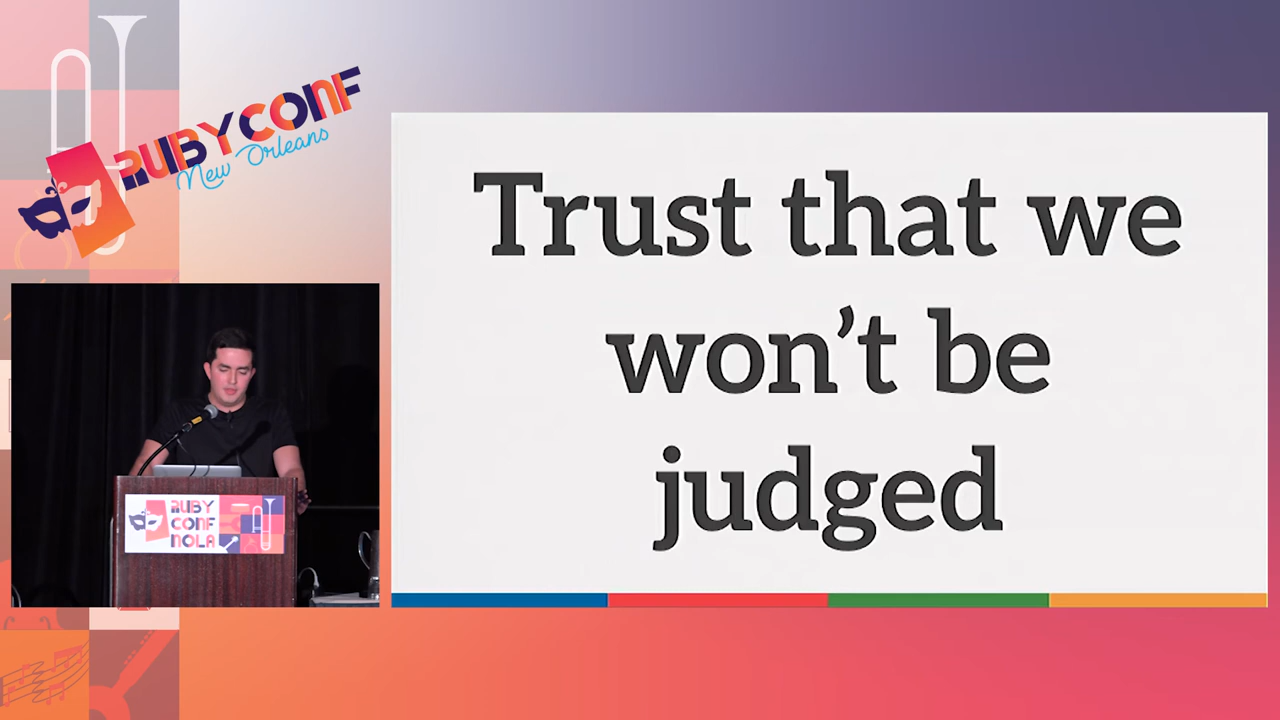 RUBYCONF
New Orleans
Trust that we
won't be
judged
RUBY
CONF
NOLA